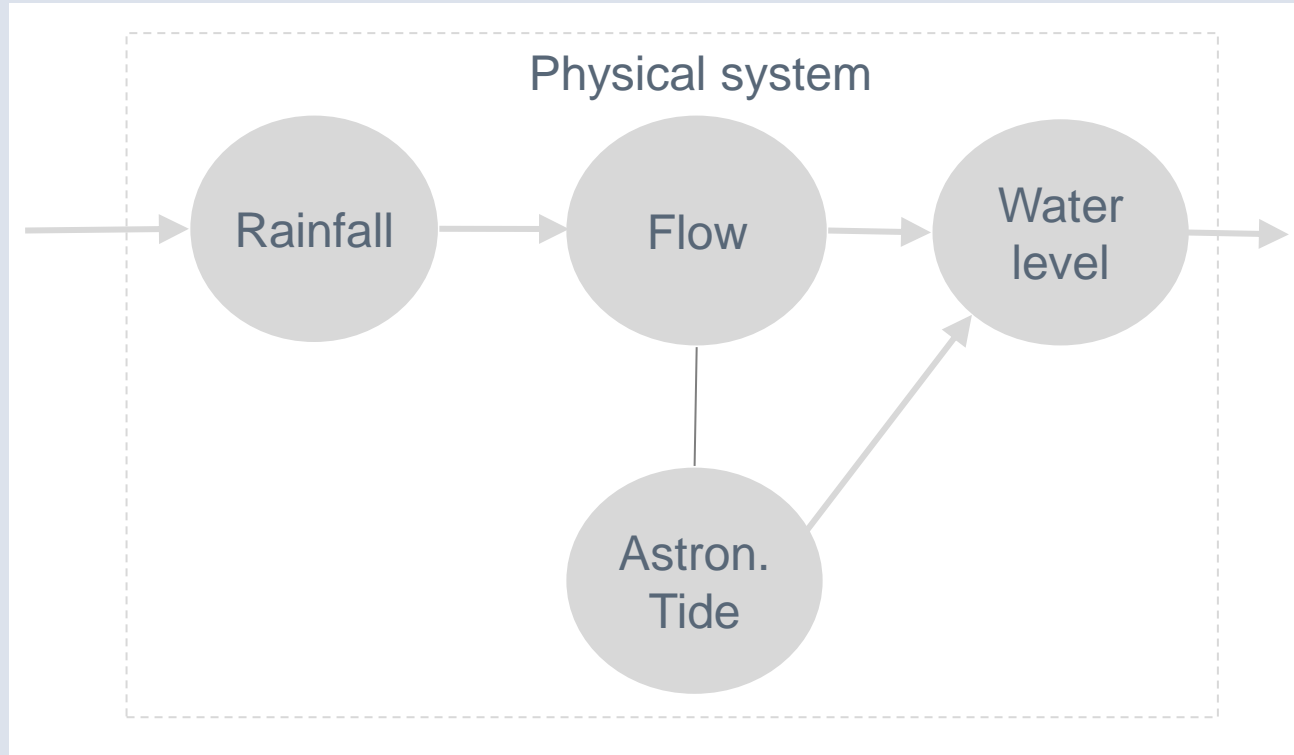 Physical system
Rainfall
Flow
Water
level
Astron.
Tide